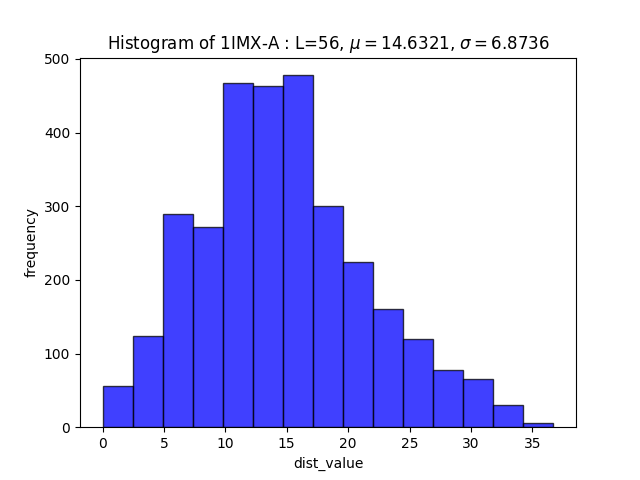 Histogram of 1IMX-A : L=56, μ = 14.6321, σ = 6.8736
500
400
300
200
100
0
frequency
0 5 10 15 20 25 30 35
dist_value